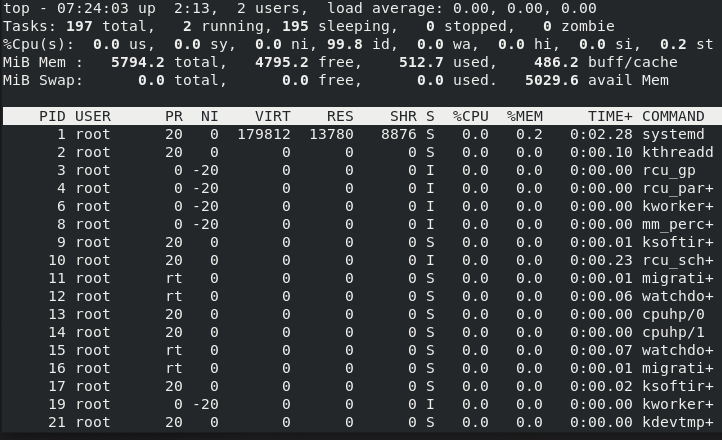 top - 07:24:03 up  2:13,  2 users,  load average: 0.00, 0.00, 0.00
Tasks: 197 total,   2 running, 195 sleeping,   0 stopped,   0 zombie
%Cpu(s):  0.0 us,  0.0 sy,  0.0 ni, 99.8 id,  0.0 wa,  0.0 hi,  0.0 si,  0.2 st
MiB Mem :   5794.2 total,   4795.2 free,    512.7 used,    486.2 buff/cache
MiB Swap:      0.0 total,      0.0 free,      0.0 used.   5029.6 avail Mem
    PID USER      PR  NI    VIRT    RES    SHR S  %CPU  %MEM     TIME+ COMMAND
      1 root      20   0  179812  13780   8876 S   0.0   0.2   0:02.28 systemd
      2 root      20   0       0      0      0 S   0.0   0.0   0:00.10 kthreadd
      3 root       0 -20       0      0      0 I   0.0   0.0   0:00.00 rcu_gp
      4 root       0 -20       0      0      0 I   0.0   0.0   0:00.00 rcu_par+
      6 root       0 -20       0      0      0 I   0.0   0.0   0:00.00 kworker+
      8 root       0 -20       0      0      0 I   0.0   0.0   0:00.00 mm_perc+
      9 root      20   0       0      0      0 S   0.0   0.0   0:00.01 ksoftir+
     10 root      20   0       0      0      0 I   0.0   0.0   0:00.23 rcu_sch+
     11 root      rt   0       0      0      0 S   0.0   0.0   0:00.01 migrati+
     12 root      rt   0       0      0      0 S   0.0   0.0   0:00.06 watchdo+
     13 root      20   0       0      0      0 S   0.0   0.0   0:00.00 cpuhp/0
     14 root      20   0       0      0      0 S   0.0   0.0   0:00.00 cpuhp/1
     15 root      rt   0       0      0      0 S   0.0   0.0   0:00.07 watchdo+
     16 root      rt   0       0      0      0 S   0.0   0.0   0:00.01 migrati+
     17 root      20   0       0      0      0 S   0.0   0.0   0:00.02 ksoftir+
     19 root       0 -20       0      0      0 I   0.0   0.0   0:00.00 kworker+
     21 root      20   0       0      0      0 S   0.0   0.0   0:00.00 kdevtmp+